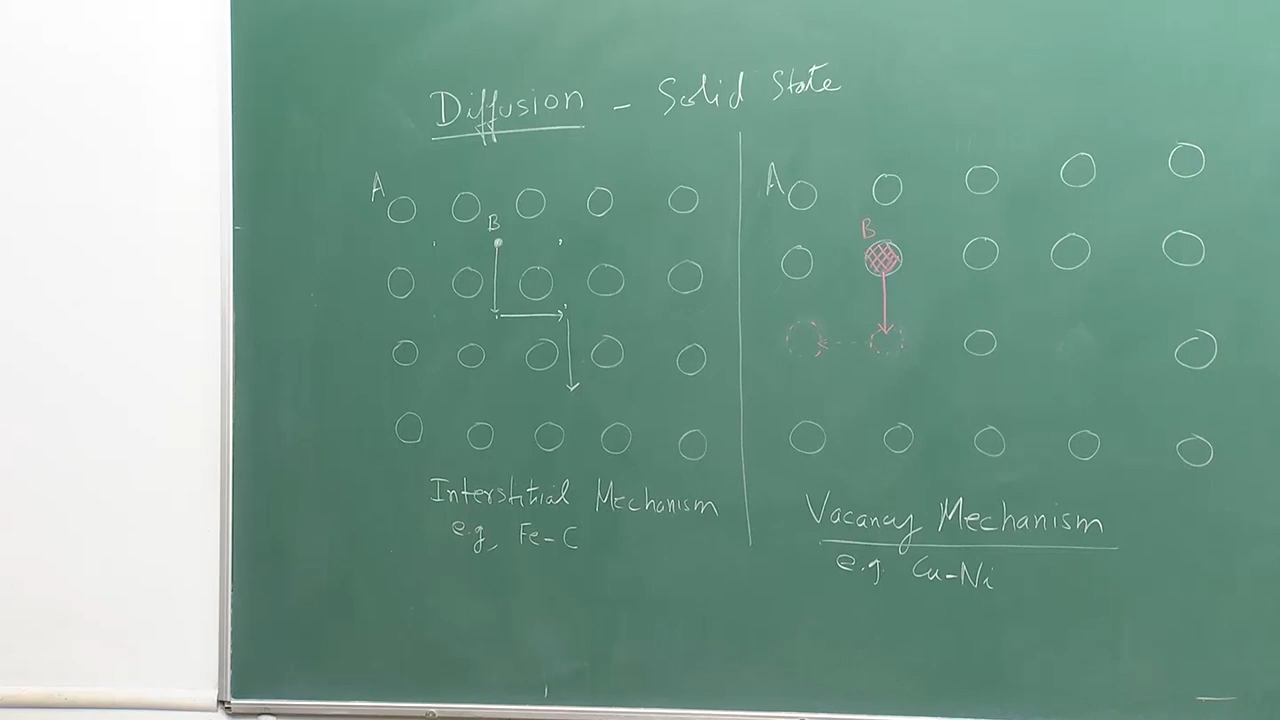 Diffusion - Solid State
A
B
Interstitial Mechanism
e.g, Fe-C
A
B
Vacancy Mechanism
e.g. Cu-Ni